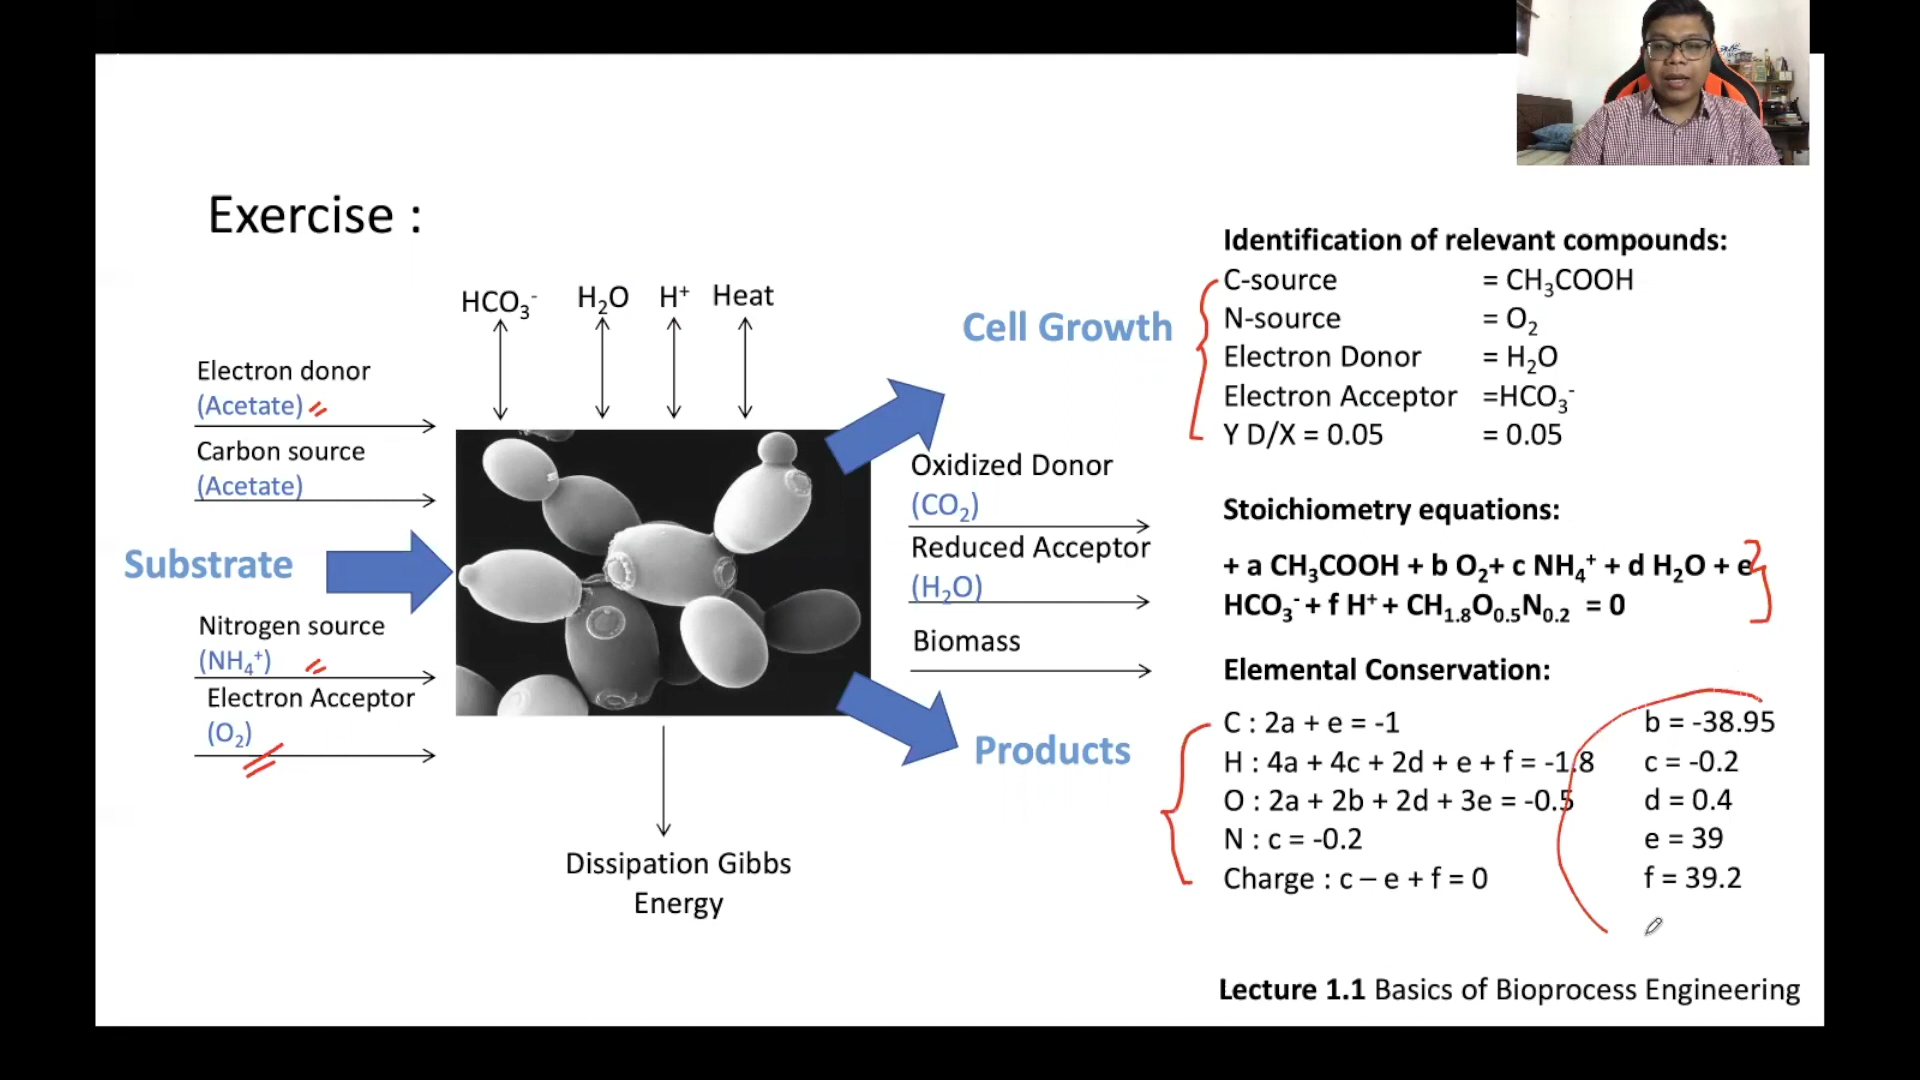 Exercise :
HCO3- H2O H+ Heat
Electron donor
(Acetate)
Carbon source
(Acetate)
Substrate
Nitrogen source
(NH4+)
Electron Acceptor
(O2)
Cell Growth
Oxidized Donor
(CO2)
Reduced Acceptor
(H2O)
Biomass
Products
Dissipation Gibbs
Energy
Identification of relevant compounds:
C-source = CH3COOH
N-source = O2
Electron Donor = H2O
Electron Acceptor =HCO3-
Y D/X = 0.05 = 0.05
Stoichiometry equations:
+ a CH3COOH + b O2+ c NH4+ + d H2O + e
HCO3- + f H+ + CH1.8O0.5N0.2 = 0
Elemental Conservation:
C : 2a + e = -1
H : 4a + 4c + 2d + e + f = -1.8
O : 2a + 2b + 2d + 3e = -0.5
N : c = -0.2
Charge : c – e + f = 0
b = -38.95
c = -0.2
d = 0.4
e = 39
f = 39.2
Lecture 1.1 Basics of Bioprocess Engineering